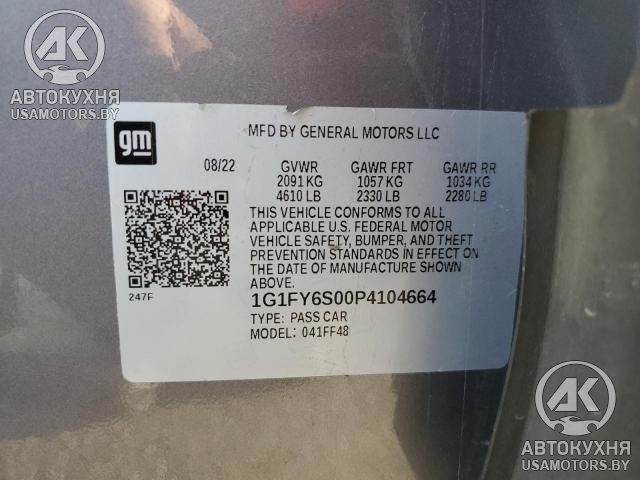 AK
АВТОКУХНЯ
USAMOTORS.BY
gm
MFD BY GENERAL MOTORS LLC
08/22 GVWR GAWR FRT GAWR RR
2091 KG 1057 KG 1034 KG
4610 LB 2330 LB 2280 LB
THIS VEHICLE CONFORMS TO ALL
APPLICABLE U.S. FEDERAL MOTOR
VEHICLE SAFETY, BUMPER, AND THEFT
PREVENTION STANDARDS IN EFFECT
ON THE DATE OF MANUFACTURE SHOWN
ABOVE.
247F
1G1FY6S00P4104664
TYPE: PASS CAR
MODEL: 041FF48
AK
АВТОКУХНЯ
USAMOTORS.BY